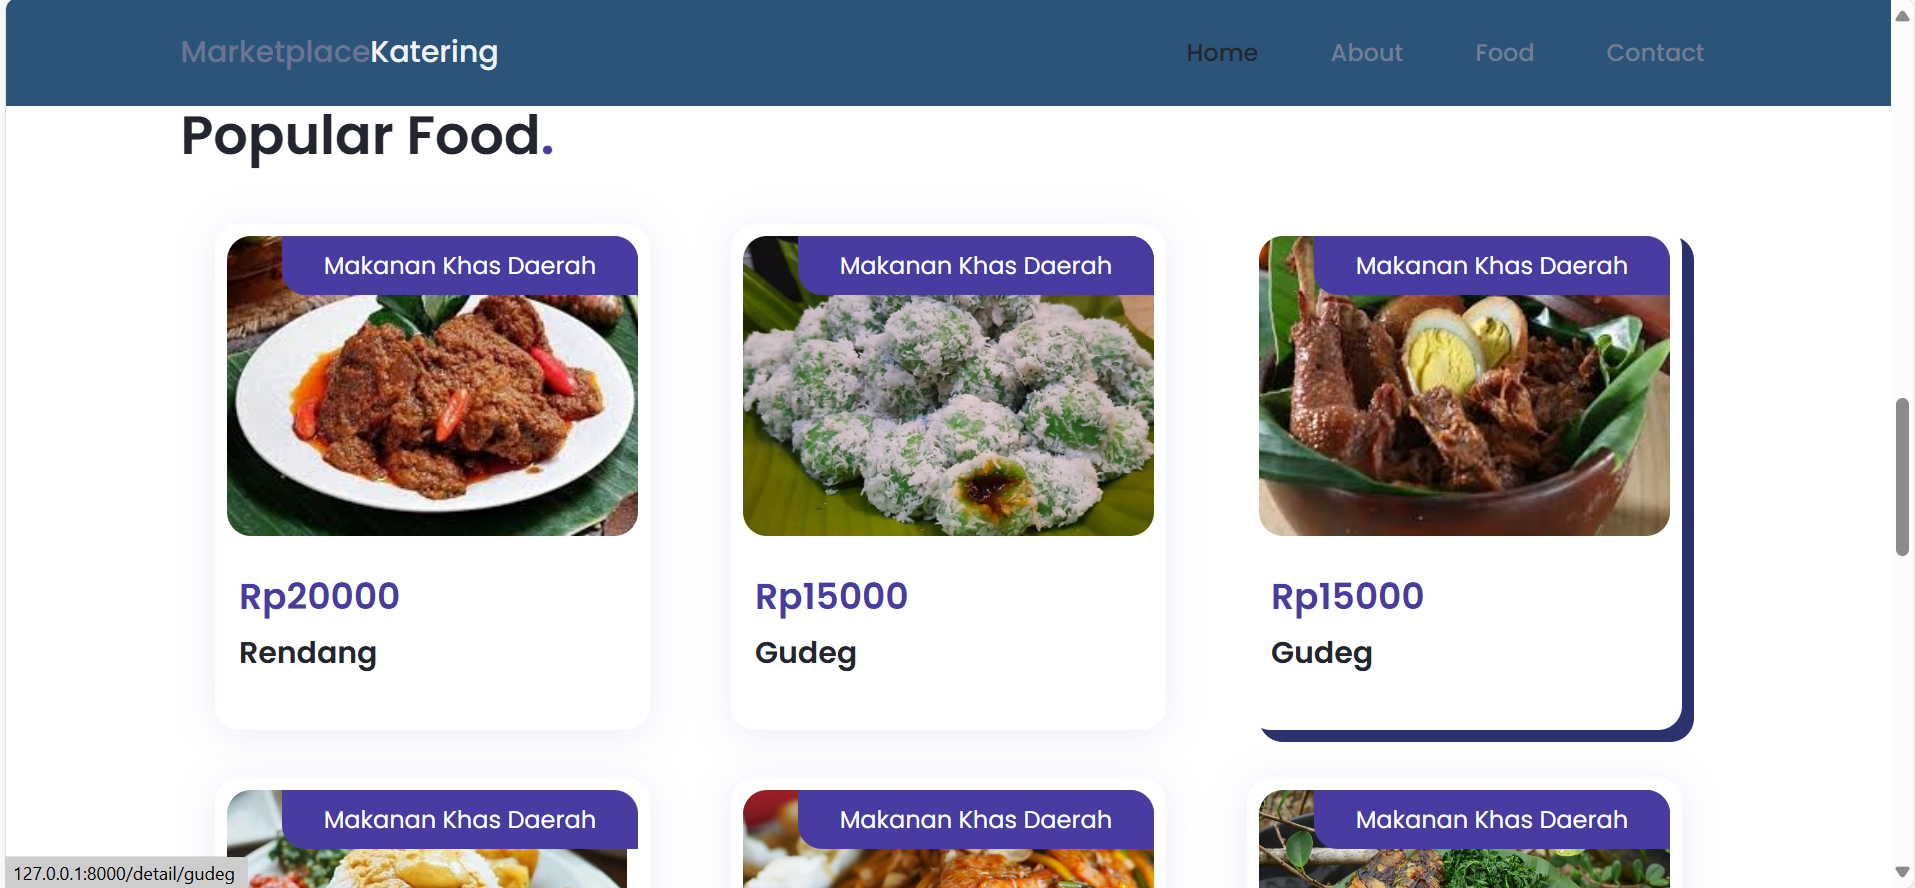 MarketplaceKatering
Home About Food Contact
Popular Food.
Makanan Khas Daerah Makanan Khas Daerah Makanan Khas Daerah
Rp20000 Rp15000 Rp15000
Rendang Gudeg Gudeg
Makanan Khas Daerah Makanan Khas Daerah Makanan Khas Daerah
127.0.0.1:8000/detail/gudeg